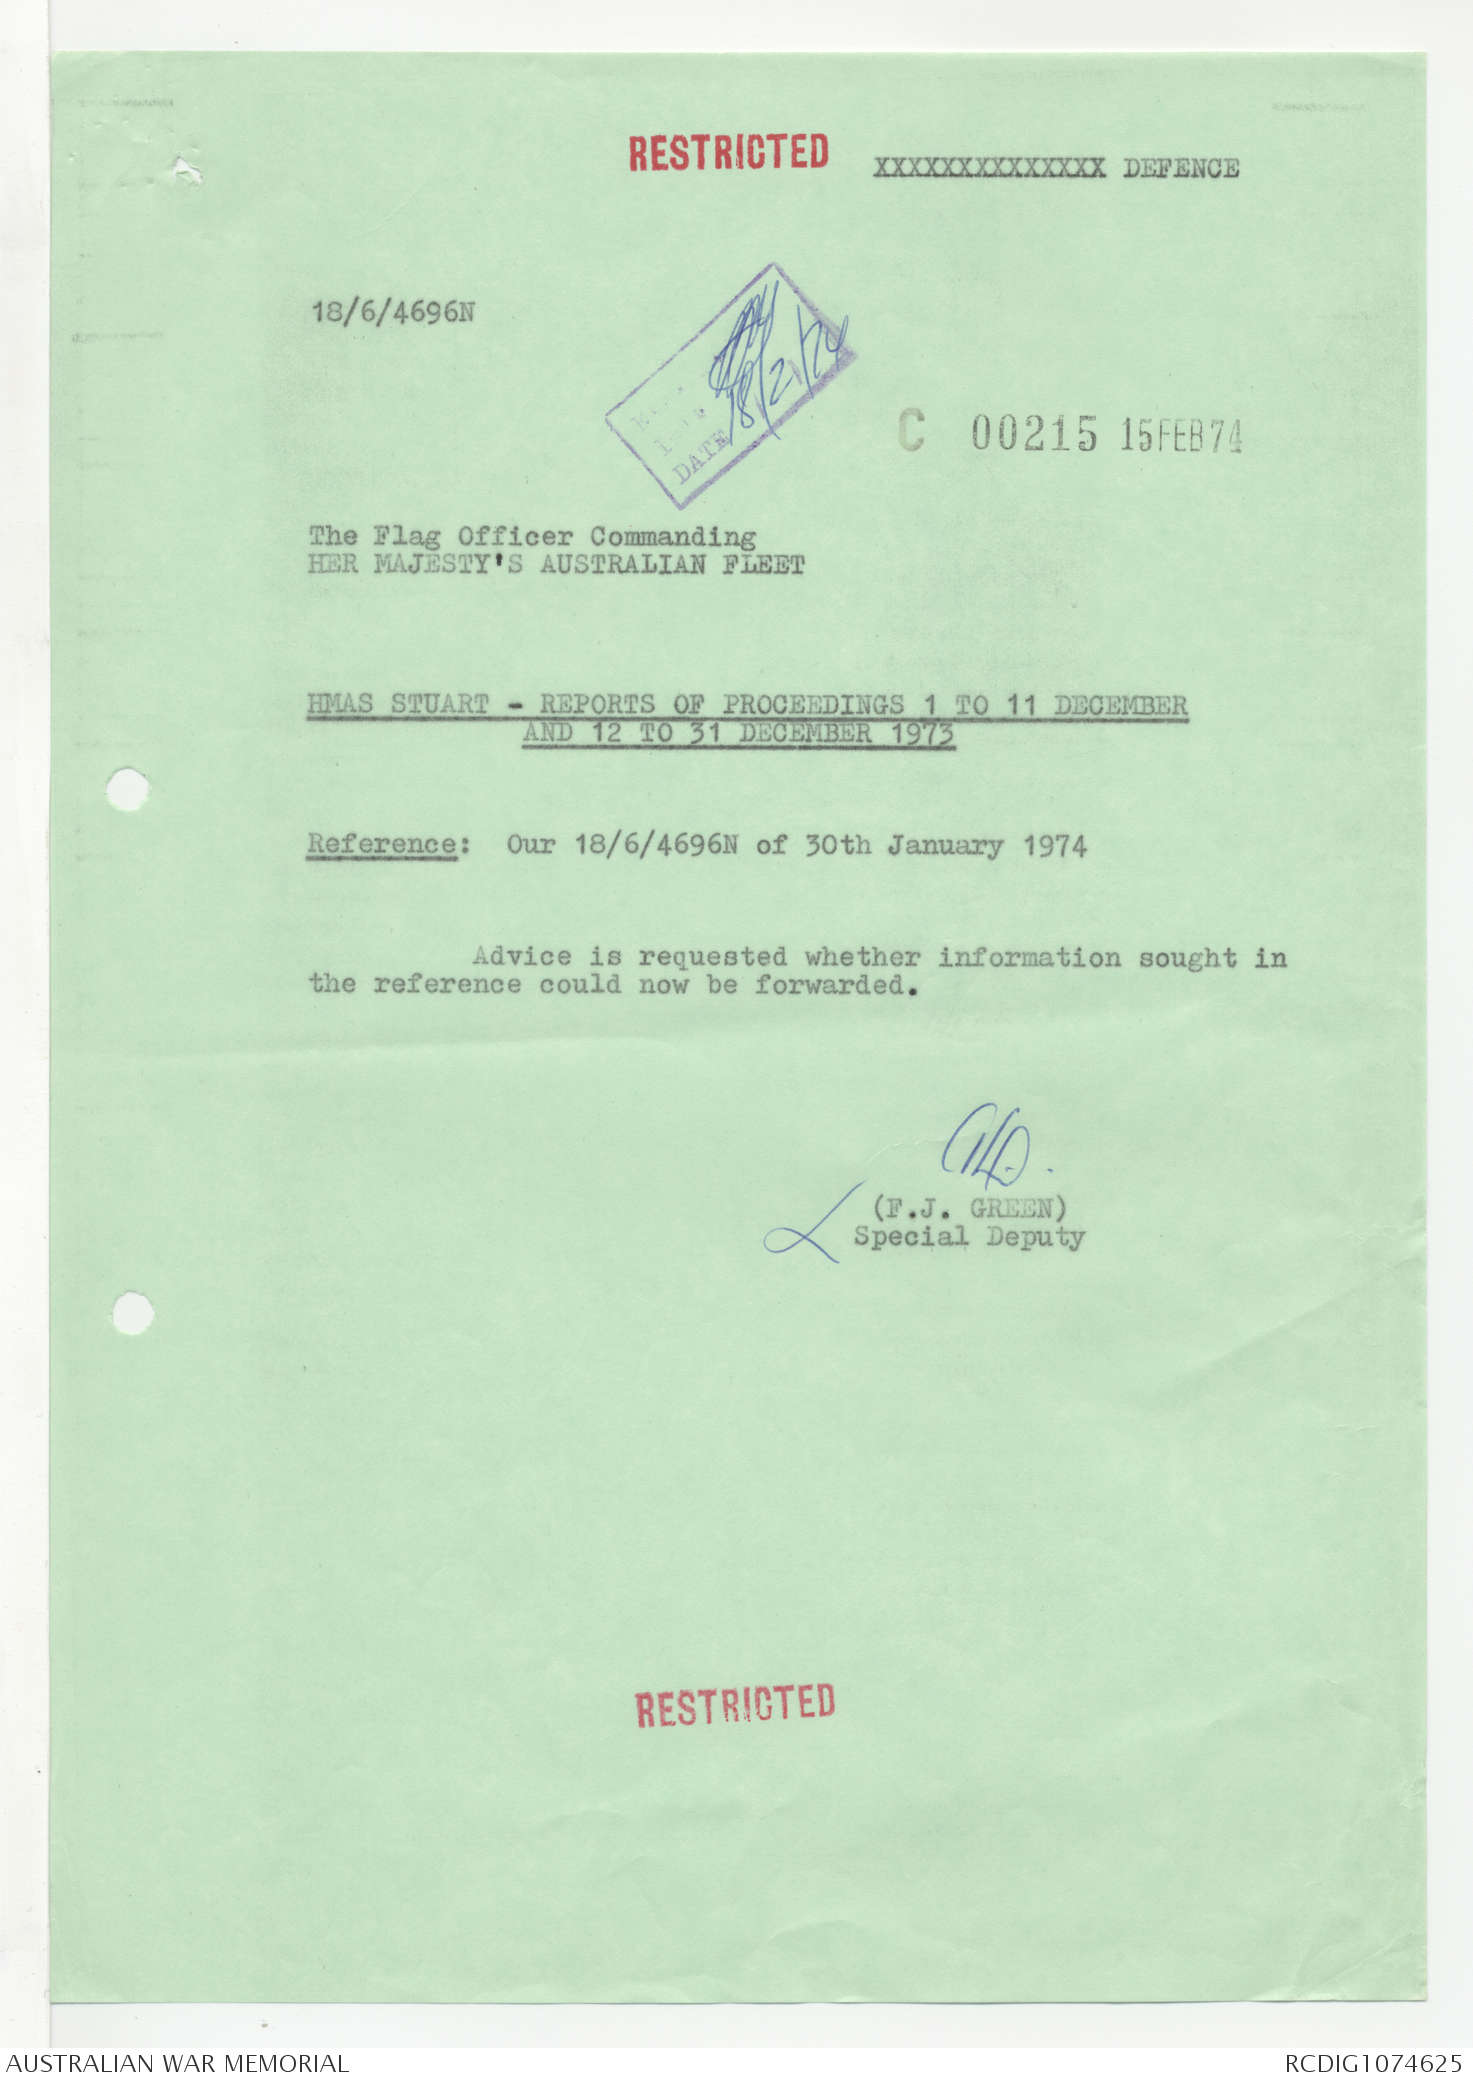 RESTRICTED XXXXXXXXXXXXXX DEFENCE
18/6/4696N
DATE 18/2/74
C 00215 15FEB74
The Flag Officer Commanding
HER MAJESTY'S AUSTRALIAN FLEET
HMAS STUART - REPORTS OF PROCEEDINGS 1 TO 11 DECEMBER
AND 12 TO 31 DECEMBER 1973
Reference: Our 18/6/4696N of 30th January 1974
Advice is requested whether information sought in
the reference could now be forwarded.
(F.J. GREEN)
Special Deputy
RESTRICTED
AUSTRALIAN WAR MEMORIAL RCDIG1074625